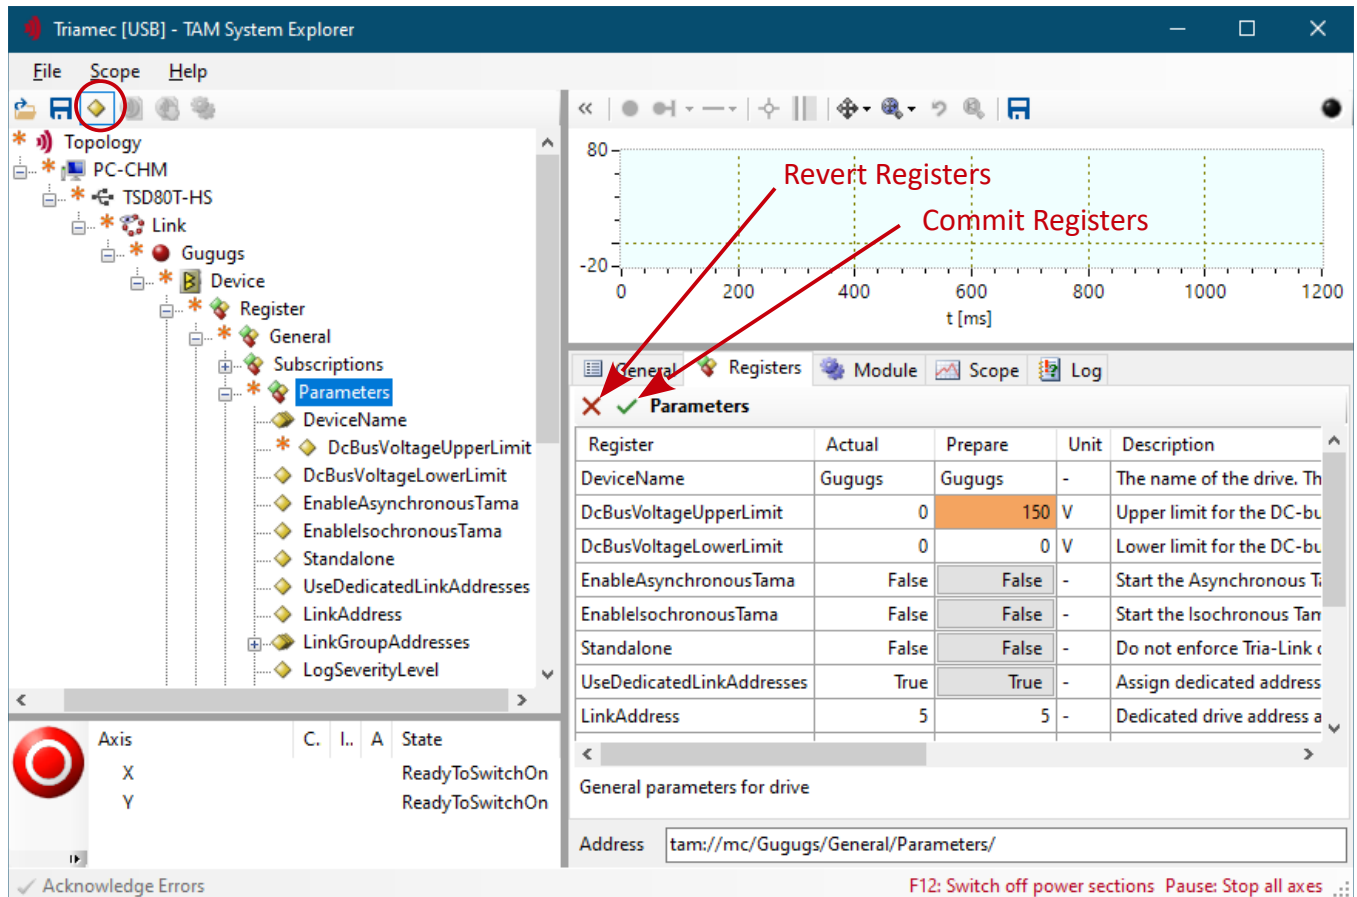 Triamec [USB] - TAM System Explorer
File Scope Help
Topology
PC-CHM
TSD80T-HS
Link
Gugugs
Device
Register
General
Subscriptions
Parameters
DeviceName
DcBusVoltageUpperLimit
DcBusVoltageLowerLimit
EnableAsynchronousTama
EnableIsochronousTama
Standalone
UseDedicatedLinkAddresses
LinkAddress
LinkGroupAddresses
LogSeverityLevel
Axis C. I.. A State
X ReadyToSwitchOn
Y ReadyToSwitchOn
80
-20
0 200 400 600 800 1000 1200
t [ms]
Revert Registers
Commit Registers
General Registers Module Scope Log
Parameters
Register Actual Prepare Unit Description
DeviceName Gugugs Gugugs - The name of the drive. Th
DcBusVoltageUpperLimit 0 150 V Upper limit for the DC-bu
DcBusVoltageLowerLimit 0 0 V Lower limit for the DC-bu
EnableAsynchronousTama False False - Start the Asynchronous Ta
EnableIsochronousTama False False - Start the Isochronous Tam
Standalone False False - Do not enforce Tria-Link c
UseDedicatedLinkAddresses True True - Assign dedicated address
LinkAddress 5 5 - Dedicated drive address a
General parameters for drive
Address tam://mc/Gugugs/General/Parameters/
Acknowledge Errors F12: Switch off power sections Pause: Stop all axes